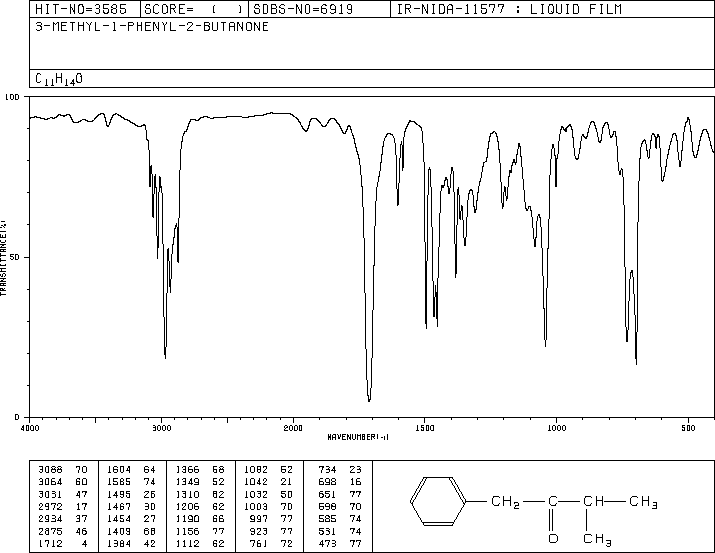 HIT-NO=3585 SCORE= ( ) SDBS-NO=6919 IR-NIDA-11577 : LIQUID FILM
3-METHYL-1-PHENYL-2-BUTANONE
C11H14O
100
50
0
TRANSMITTANCE(%)
4000 3000 2000 1500 1000 500
WAVENUMBER(-1)
3088 70 1604 64 1366 58 1082 52 734 23
3064 60 1585 74 1349 52 1042 21 698 16
3031 47 1496 26 1310 62 1032 50 651 77
2972 17 1467 30 1206 62 1003 70 598 70
2934 37 1454 27 1190 66 997 77 585 74
2875 46 1409 68 1156 77 923 77 531 74
1712 4 1384 42 1112 62 761 72 473 77
CH2 C CH CH3
O CH3